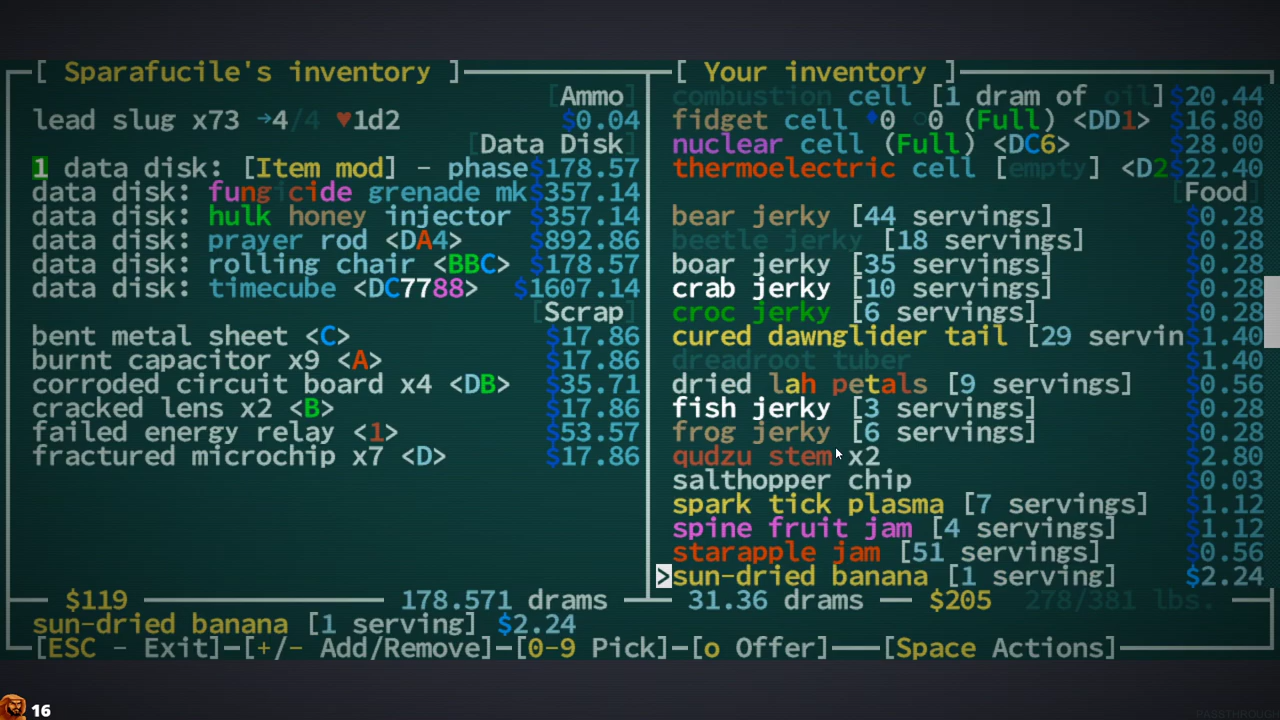 [ Sparafucile's inventory ]
[Ammo]
lead slug x73 →4/4 ♥1d2 $0.04
[Data Disk]
1 data disk: [Item mod] - phase $178.57
data disk: fungicide grenade mk $357.14
data disk: hulk honey injector $357.14
data disk: prayer rod <DA4> $892.86
data disk: rolling chair <BBC> $178.57
data disk: timecube <DC7788> $1607.14
[Scrap]
bent metal sheet <C> $17.86
burnt capacitor x9 <A> $17.86
corroded circuit board x4 <DB> $35.71
cracked lens x2 <B> $17.86
failed energy relay <1> $53.57
fractured microchip x7 <D> $17.86
[ Your inventory ]
combustion cell [1 dram of oil] $20.44
fidget cell ♦0 ○0 (Full) <DD1> $16.80
nuclear cell (Full) <DC6> $28.00
thermoelectric cell [empty] <D2 $22.40
[Food]
bear jerky [44 servings] $0.28
beetle jerky [18 servings] $0.28
boar jerky [35 servings] $0.28
crab jerky [10 servings] $0.28
croc jerky [6 servings] $0.28
cured dawnglider tail [29 servin $1.40
dreadroot tuber $1.40
dried lah petals [9 servings] $0.56
fish jerky [3 servings] $0.28
frog jerky [6 servings] $0.28
qudzu stem x2 $2.80
salthopper chip $0.03
spark tick plasma [7 servings] $1.12
spine fruit jam [4 servings] $1.12
starapple jam [51 servings] $0.56
>sun-dried banana [1 serving] $2.24
$119 178.571 drams 31.36 drams $205 278/381 lbs.
sun-dried banana [1 serving] $2.24
[ESC - Exit] [+/- Add/Remove] [0-9 Pick] [o Offer] [Space Actions]
16
PASSTHROUGH